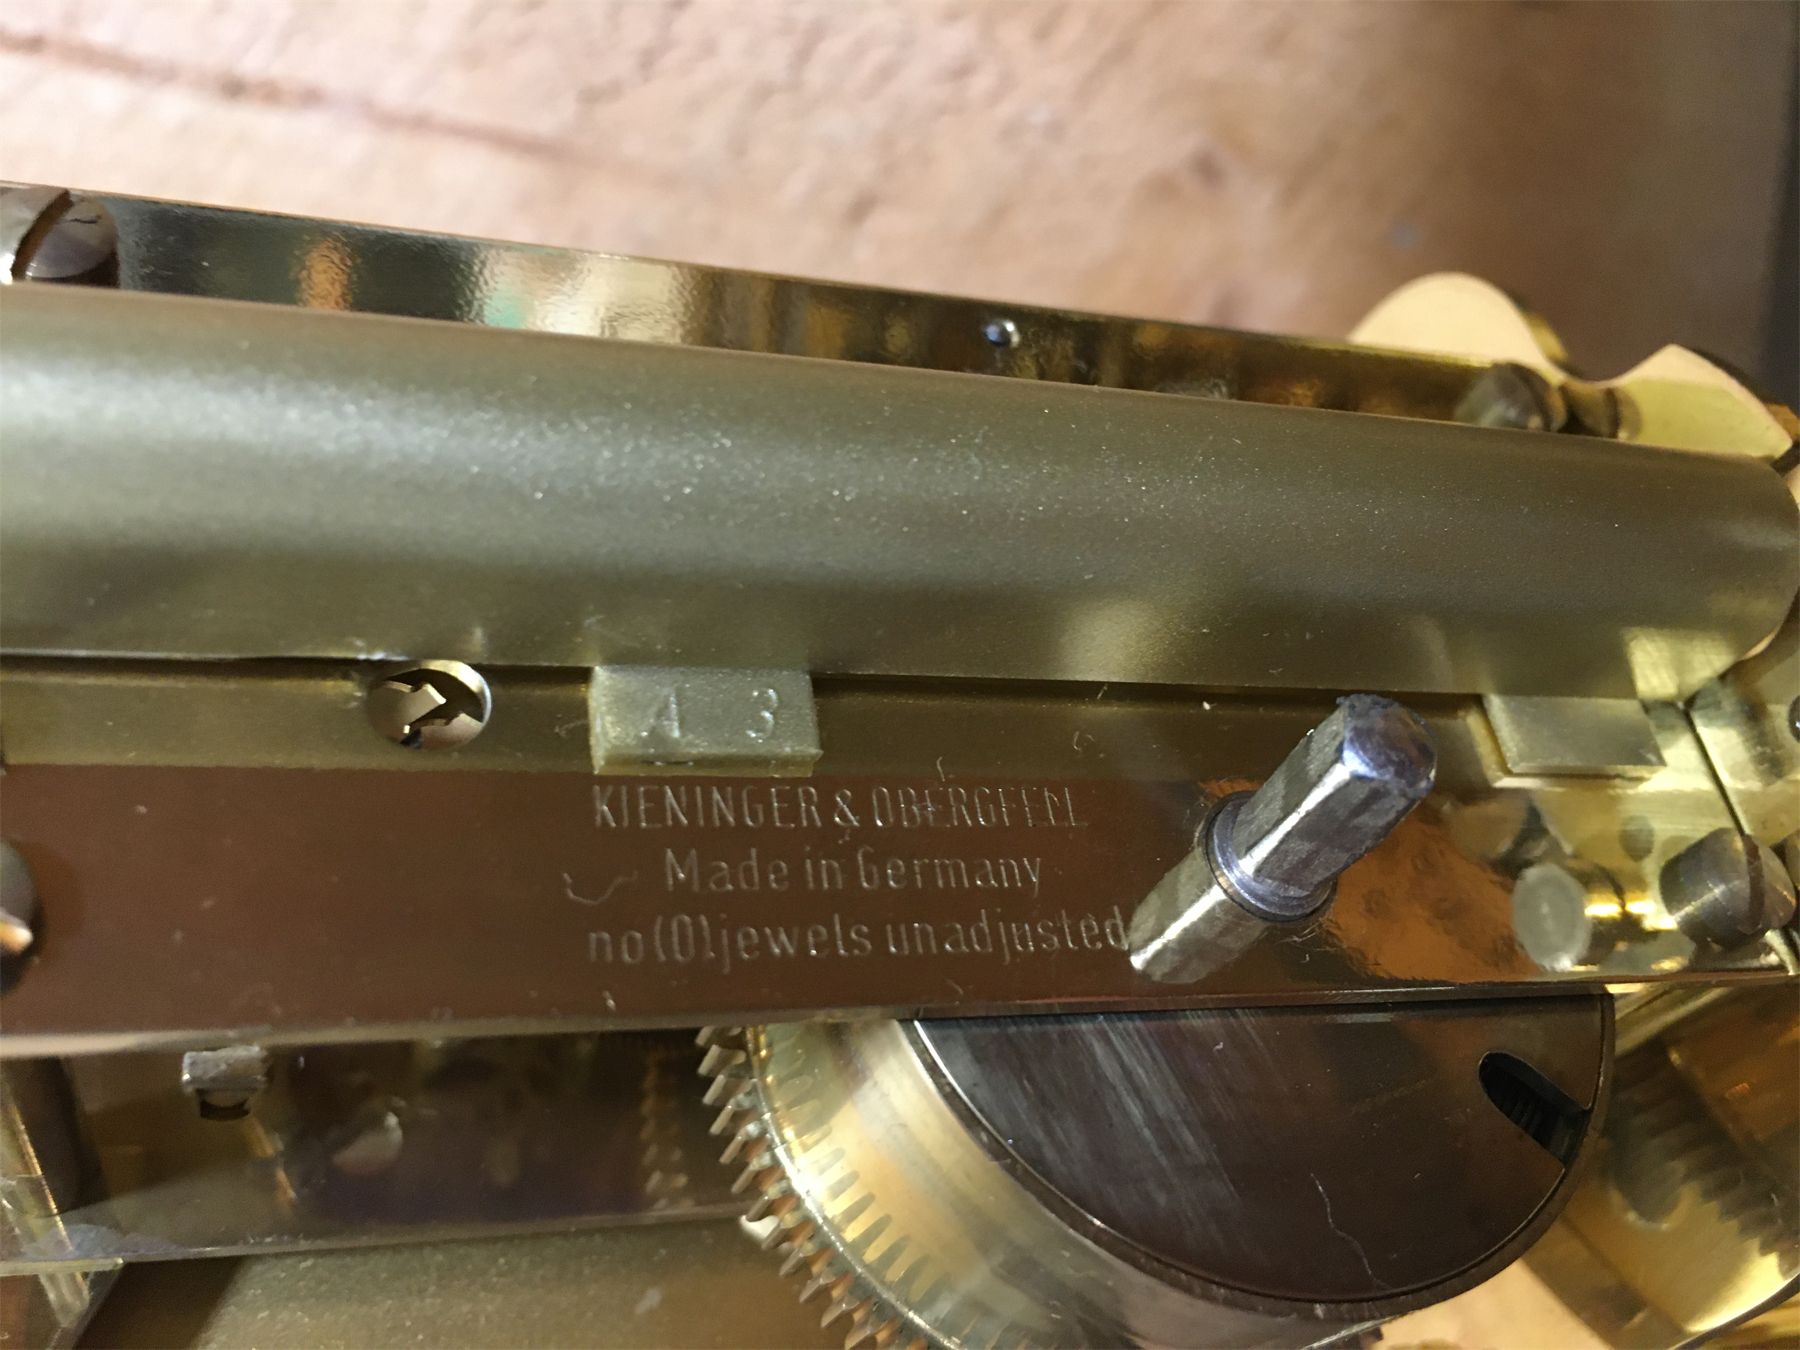 A 3
KIENINGER & OBERGFELL
Made in Germany
no (0) jewels unadjusted